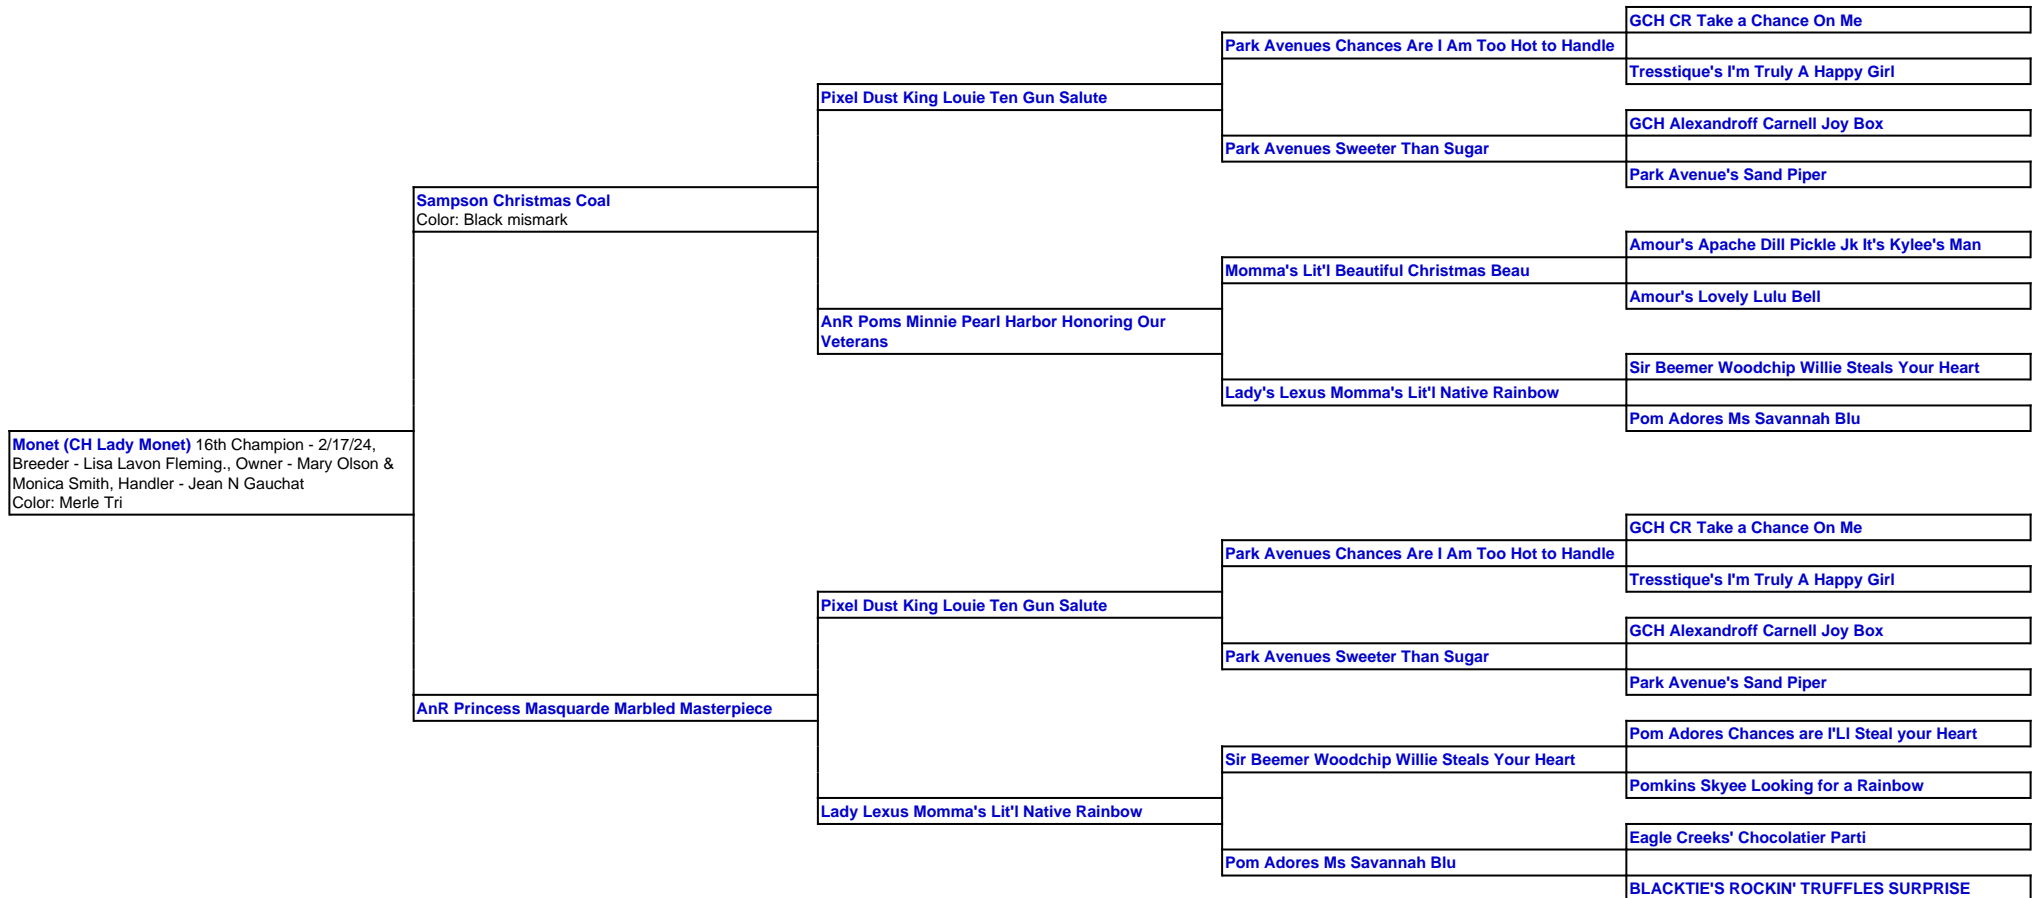 GCH CR Take a Chance On Me
Park Avenues Chances Are I Am Too Hot to Handle
Tresstique's I'm Truly A Happy Girl
Pixel Dust King Louie Ten Gun Salute
GCH Alexandroff Carnell Joy Box
Park Avenues Sweeter Than Sugar
Park Avenue's Sand Piper
Sampson Christmas Coal
Color: Black mismark
Amour's Apache Dill Pickle Jk It's Kylee's Man
Momma's Lit'l Beautiful Christmas Beau
Amour's Lovely Lulu Bell
AnR Poms Minnie Pearl Harbor Honoring Our
Veterans
Sir Beemer Woodchip Willie Steals Your Heart
Lady's Lexus Momma's Lit'l Native Rainbow
Pom Adores Ms Savannah Blu
Monet (CH Lady Monet) 16th Champion - 2/17/24,
Breeder - Lisa Lavon Fleming., Owner - Mary Olson &
Monica Smith, Handler - Jean N Gauchat
Color: Merle Tri
GCH CR Take a Chance On Me
Park Avenues Chances Are I Am Too Hot to Handle
Tresstique's I'm Truly A Happy Girl
Pixel Dust King Louie Ten Gun Salute
GCH Alexandroff Carnell Joy Box
Park Avenues Sweeter Than Sugar
Park Avenue's Sand Piper
AnR Princess Masquarde Marbled Masterpiece
Pom Adores Chances are I'Ll Steal your Heart
Sir Beemer Woodchip Willie Steals Your Heart
Pomkins Skyee Looking for a Rainbow
Lady Lexus Momma's Lit'l Native Rainbow
Eagle Creeks' Chocolatier Parti
Pom Adores Ms Savannah Blu
BLACKTIE'S ROCKIN' TRUFFLES SURPRISE